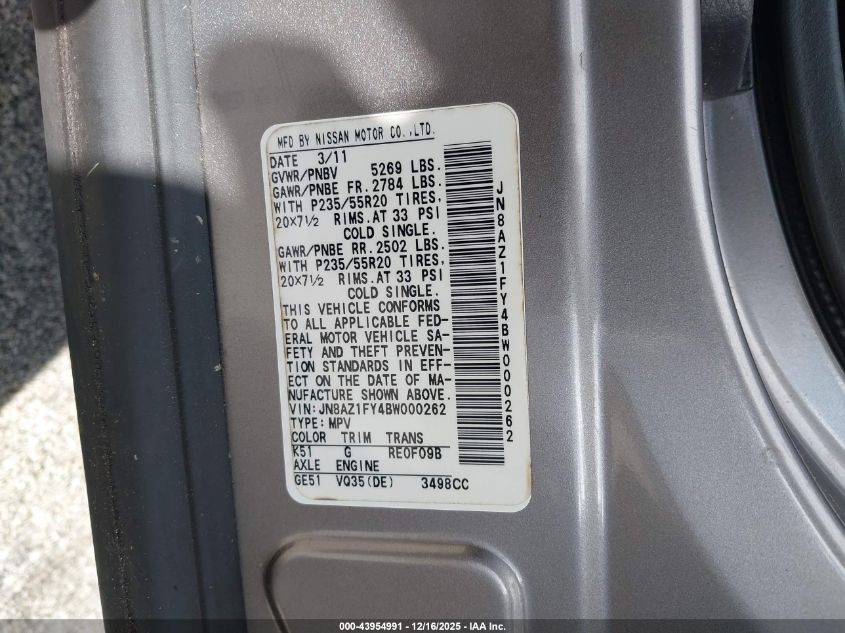 MFD BY NISSAN MOTOR CO.,LTD.
DATE 3/11
GVWR/PNBV 5269 LBS.
GAWR/PNBE FR. 2784 LBS.
WITH P235/55R20 TIRES,
20X7½ RIMS. AT 33 PSI
COLD SINGLE.
GAWR/PNBE RR. 2502 LBS.
WITH P235/55R20 TIRES,
20X7½ RIMS. AT 33 PSI
COLD SINGLE.
THIS VEHICLE CONFORMS
TO ALL APPLICABLE FED-
ERAL MOTOR VEHICLE SA-
FETY AND THEFT PREVEN-
TION STANDARDS IN EFF-
ECT ON THE DATE OF MA-
NUFACTURE SHOWN ABOVE.
VIN: JN8AZ1FY4BW000262
TYPE: MPV
COLOR TRIM TRANS
K51 G RE0F09B
AXLE ENGINE
GE51 VQ35(DE) 3498CC
JN8AZ1FY4BW000262
000-43954991 - 12/16/2025 - IAA Inc.